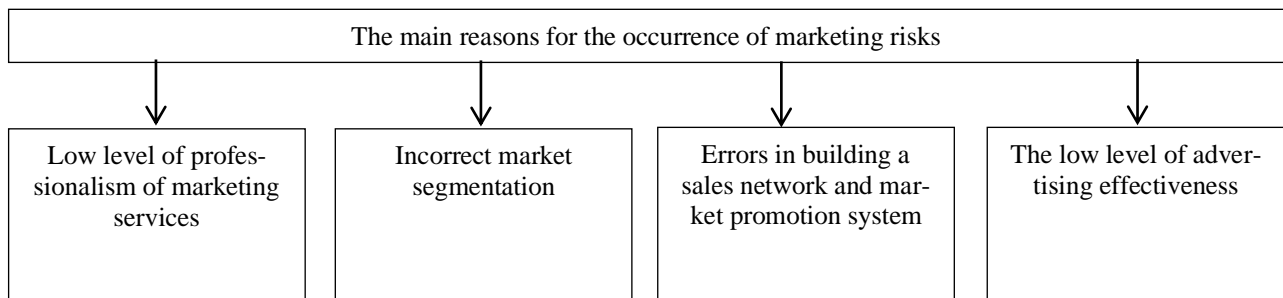 The main reasons for the occurrence of marketing risks
Low level of profes-
sionalism of marketing
services
Incorrect market
segmentation
Errors in building a
sales network and mar-
ket promotion system
The low level of adver-
tising effectiveness